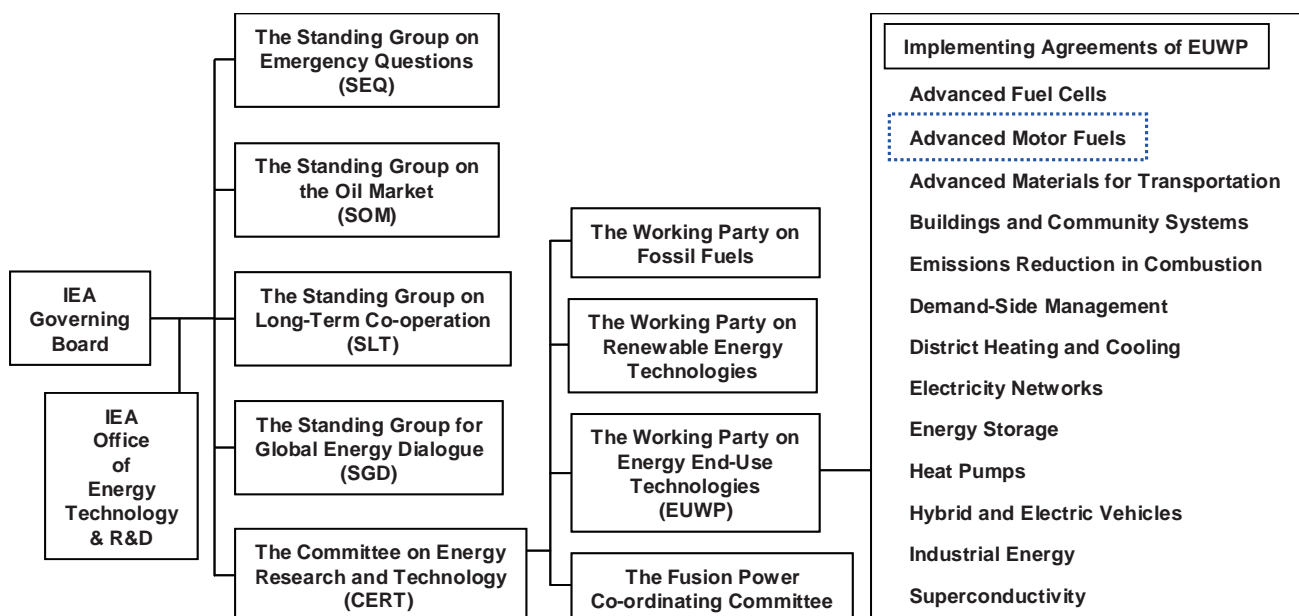 IEA
Governing
Board
IEA
Office
of
Energy
Technology
& R&D
The Standing Group on
Emergency Questions
(SEQ)
The Standing Group on
the Oil Market
(SOM)
The Standing Group on
Long-Term Co-operation
(SLT)
The Standing Group for
Global Energy Dialogue
(SGD)
The Committee on Energy
Research and Technology
(CERT)
The Working Party on
Fossil Fuels
The Working Party on
Renewable Energy
Technologies
The Working Party on
Energy End-Use
Technologies
(EUWP)
The Fusion Power
Co-ordinating Committee
Implementing Agreements of EUWP
Advanced Fuel Cells
Advanced Motor Fuels
Advanced Materials for Transportation
Buildings and Community Systems
Emissions Reduction in Combustion
Demand-Side Management
District Heating and Cooling
Electricity Networks
Energy Storage
Heat Pumps
Hybrid and Electric Vehicles
Industrial Energy
Superconductivity